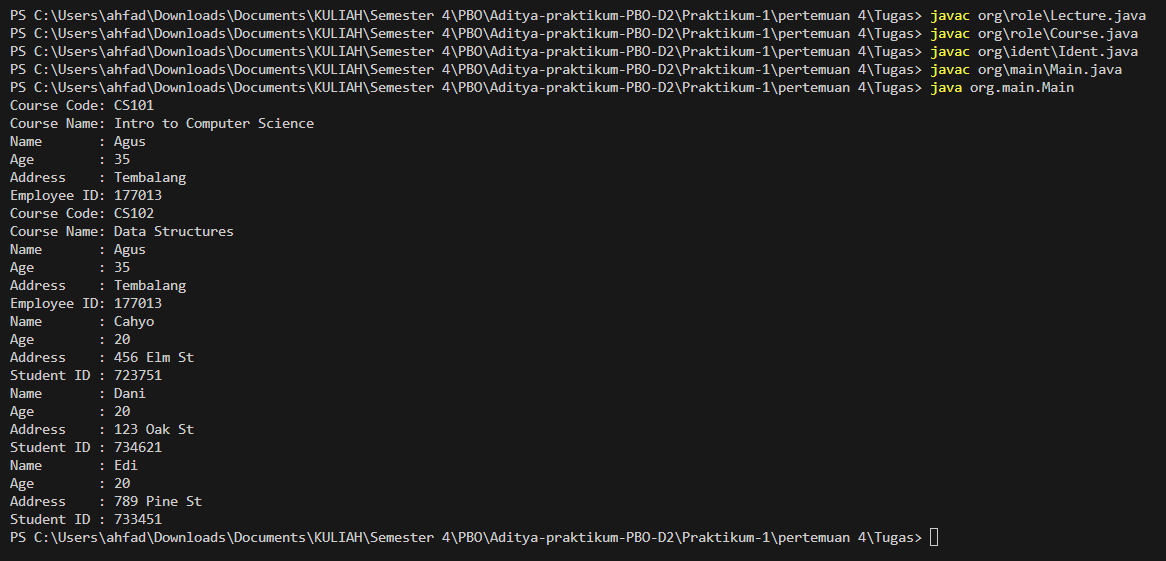 PS C:\Users\ahfad\Downloads\Documents\KULIAH\Semester 4\PBO\Aditya-praktikum-PBO-D2\Praktikum-1\pertemuan 4\Tugas> javac org\role\Lecture.java
PS C:\Users\ahfad\Downloads\Documents\KULIAH\Semester 4\PBO\Aditya-praktikum-PBO-D2\Praktikum-1\pertemuan 4\Tugas> javac org\role\Course.java
PS C:\Users\ahfad\Downloads\Documents\KULIAH\Semester 4\PBO\Aditya-praktikum-PBO-D2\Praktikum-1\pertemuan 4\Tugas> javac org\ident\Ident.java
PS C:\Users\ahfad\Downloads\Documents\KULIAH\Semester 4\PBO\Aditya-praktikum-PBO-D2\Praktikum-1\pertemuan 4\Tugas> javac org\main\Main.java
PS C:\Users\ahfad\Downloads\Documents\KULIAH\Semester 4\PBO\Aditya-praktikum-PBO-D2\Praktikum-1\pertemuan 4\Tugas> java org.main.Main
Course Code: CS101
Course Name: Intro to Computer Science
Name       : Agus
Age        : 35
Address    : Tembalang
Employee ID: 177013
Course Code: CS102
Course Name: Data Structures
Name       : Agus
Age        : 35
Address    : Tembalang
Employee ID: 177013
Name       : Cahyo
Age        : 20
Address    : 456 Elm St
Student ID : 723751
Name       : Dani
Age        : 20
Address    : 123 Oak St
Student ID : 734621
Name       : Edi
Age        : 20
Address    : 789 Pine St
Student ID : 733451
PS C:\Users\ahfad\Downloads\Documents\KULIAH\Semester 4\PBO\Aditya-praktikum-PBO-D2\Praktikum-1\pertemuan 4\Tugas>